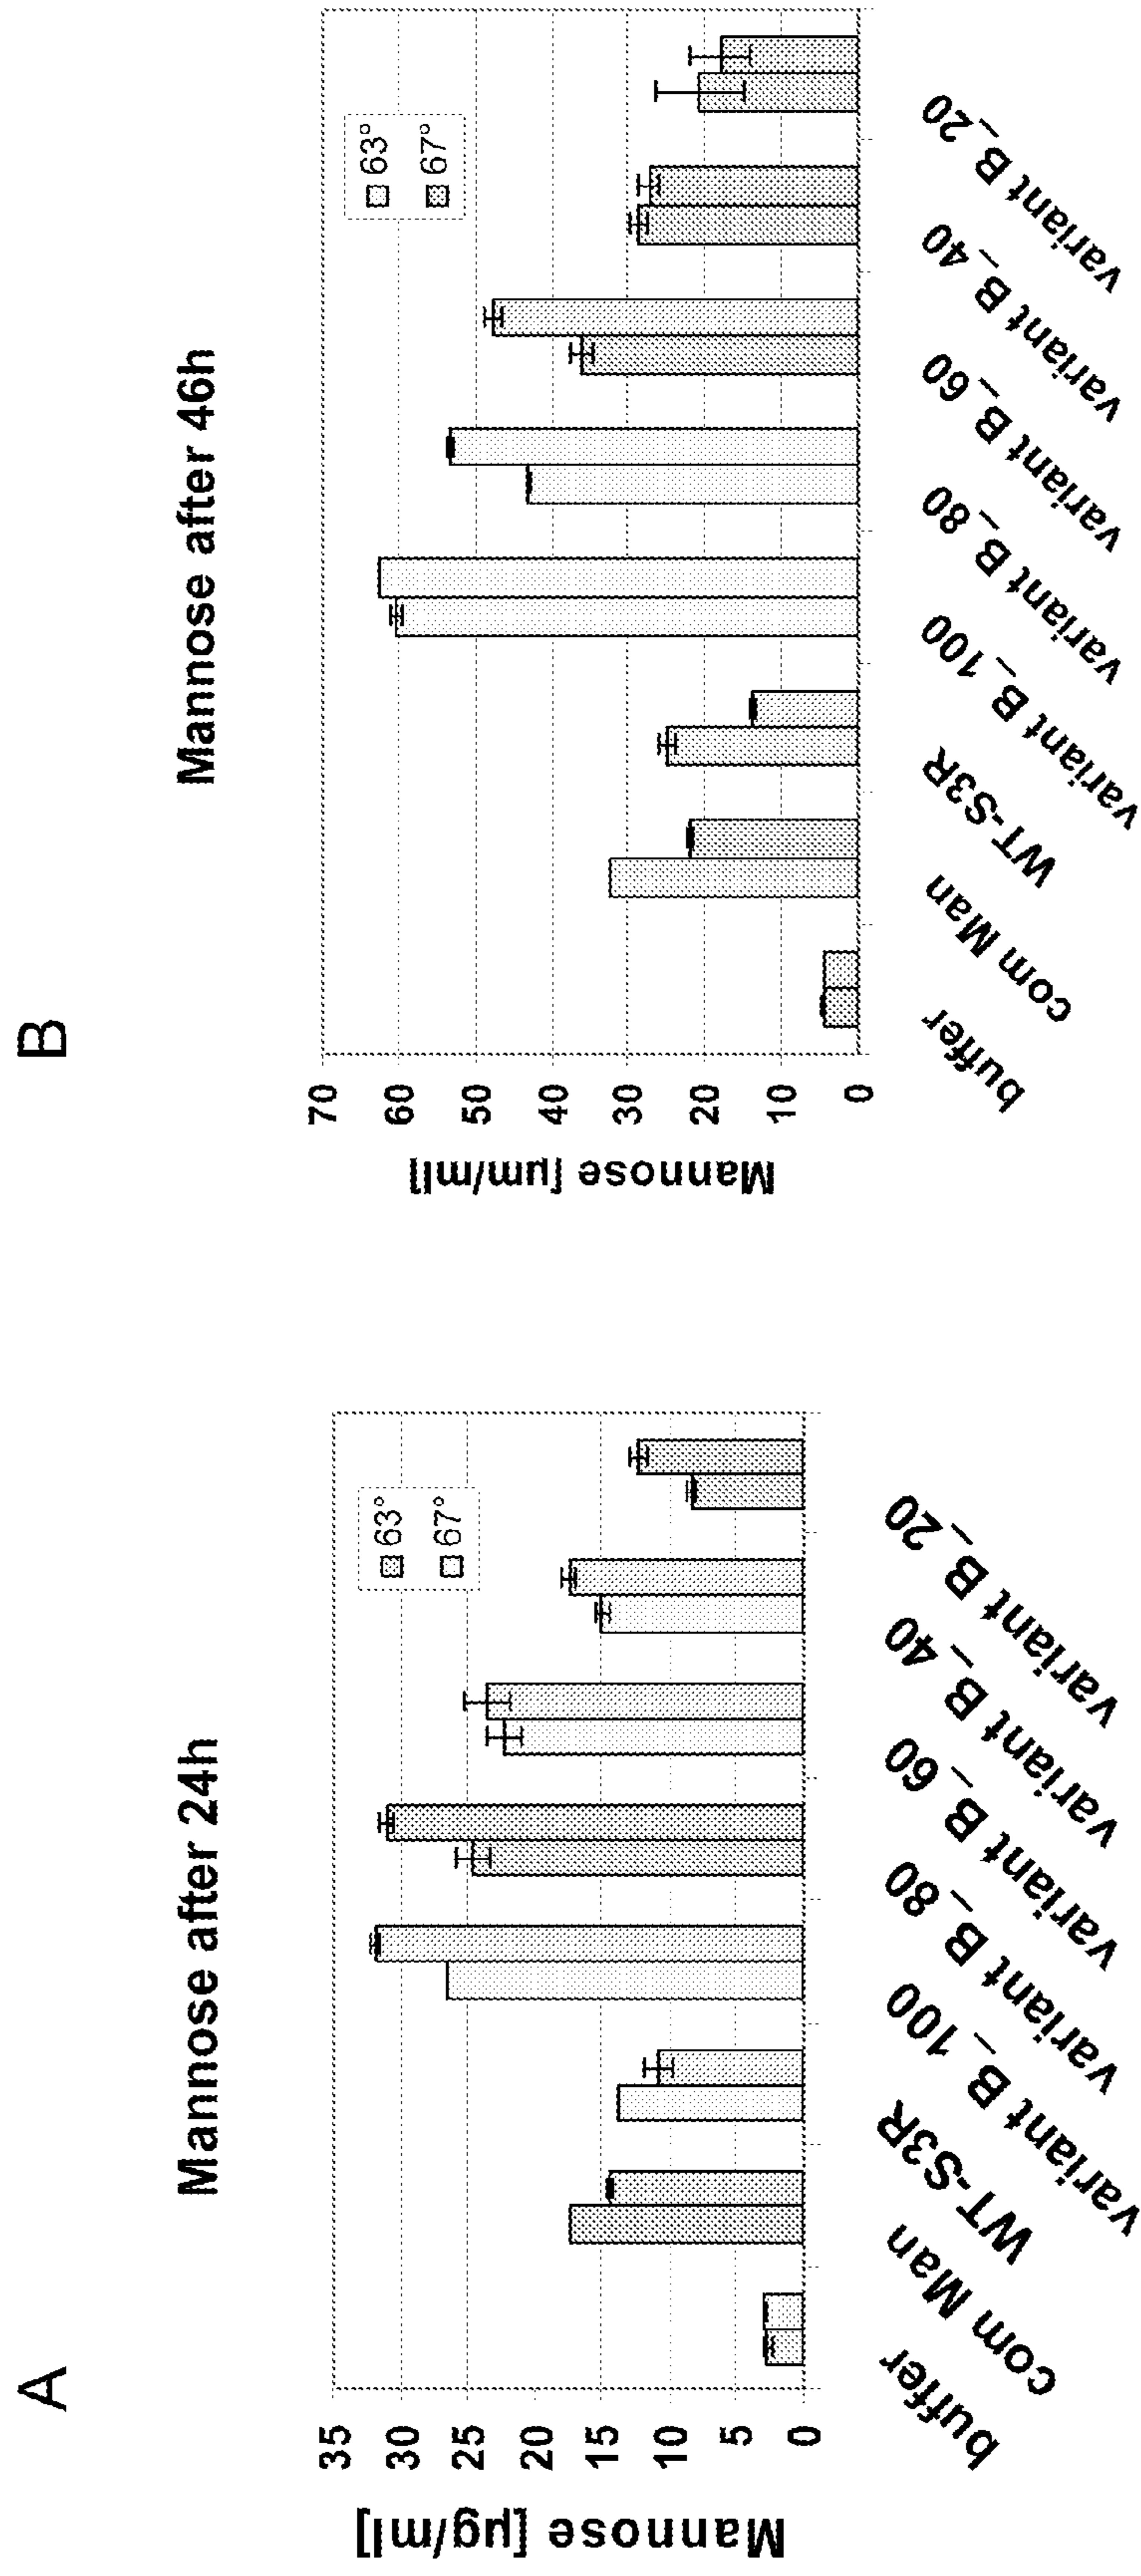 A
Mannose after 24h
Mannose [µg/ml]
35
30
25
20
15
10
5
0
63°
67°
buffer
com Man
WT-S3R
variant B_100
variant B_80
variant B_60
variant B_40
variant B_20
B
Mannose after 46h
Mannose [µm/ml]
70
60
50
40
30
20
10
0
63°
67°
buffer
com Man
WT-S3R
variant B_100
variant B_80
variant B_60
variant B_40
variant B_20